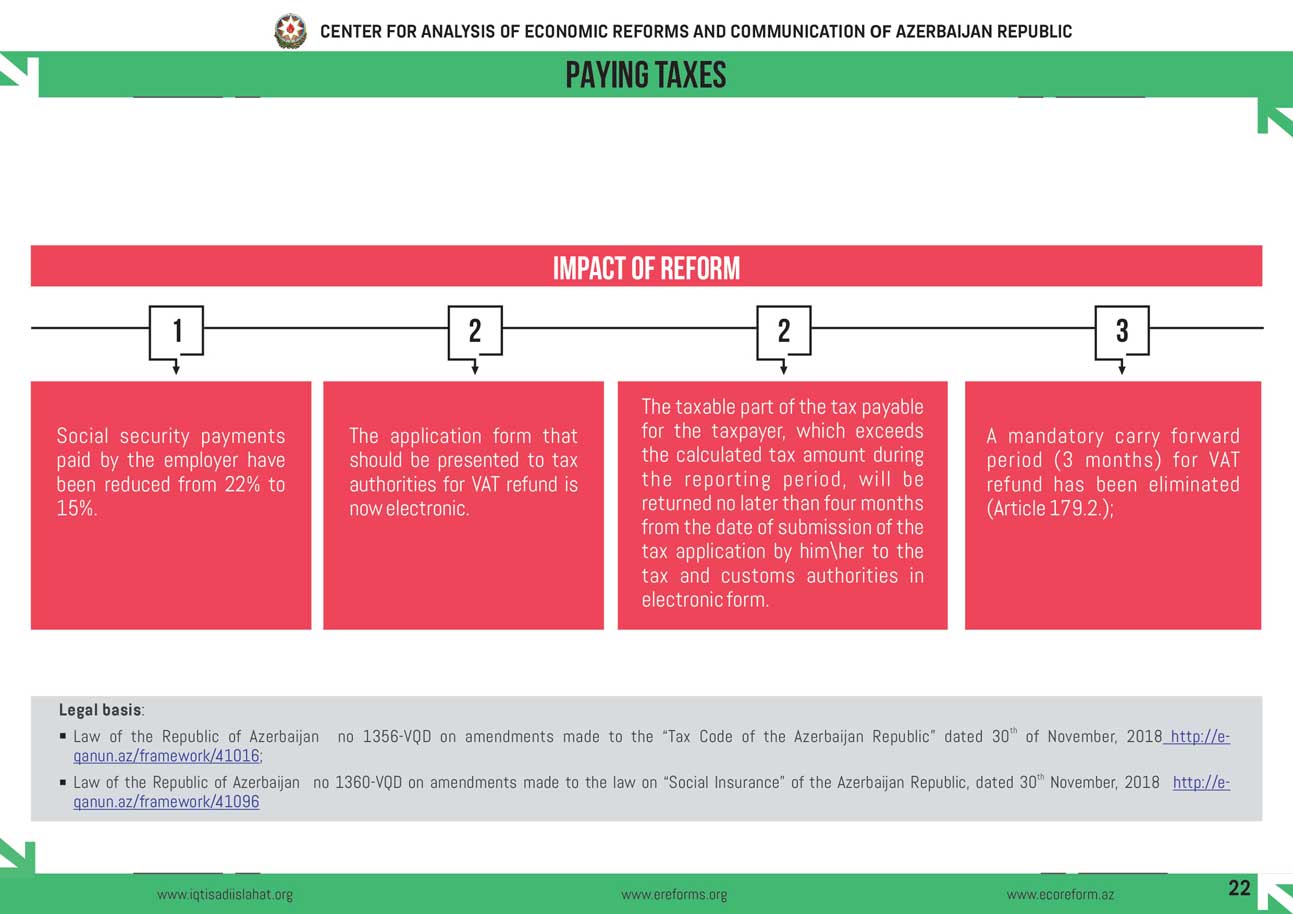 CENTER FOR ANALYSIS OF ECONOMIC REFORMS AND COMMUNICATION OF AZERBAIJAN REPUBLIC
PAYING TAXES
IMPACT OF REFORM
1
Social security payments
paid by the employer have
been reduced from 22% to
15%.
2
The application form that
should be presented to tax
authorities for VAT refund is
now electronic.
2
The taxable part of the tax payable
for the taxpayer, which exceeds
the calculated tax amount during
the reporting period, will be
returned no later than four months
from the date of submission of the
tax application by him\her to the
tax and customs authorities in
electronic form.
3
A mandatory carry forward
period (3 months) for VAT
refund has been eliminated
(Article 179.2.);
Legal basis:
▪ Law of the Republic of Azerbaijan no 1356-VQD on amendments made to the “Tax Code of the Azerbaijan Republic” dated 30th of November, 2018 http://e-
qanun.az/framework/41016;
▪ Law of the Republic of Azerbaijan no 1360-VQD on amendments made to the law on “Social Insurance” of the Azerbaijan Republic, dated 30th November, 2018 http://e-
qanun.az/framework/41096
www.iqtisadiislahat.org
www.ereforms.org
www.ecoreform.az
22